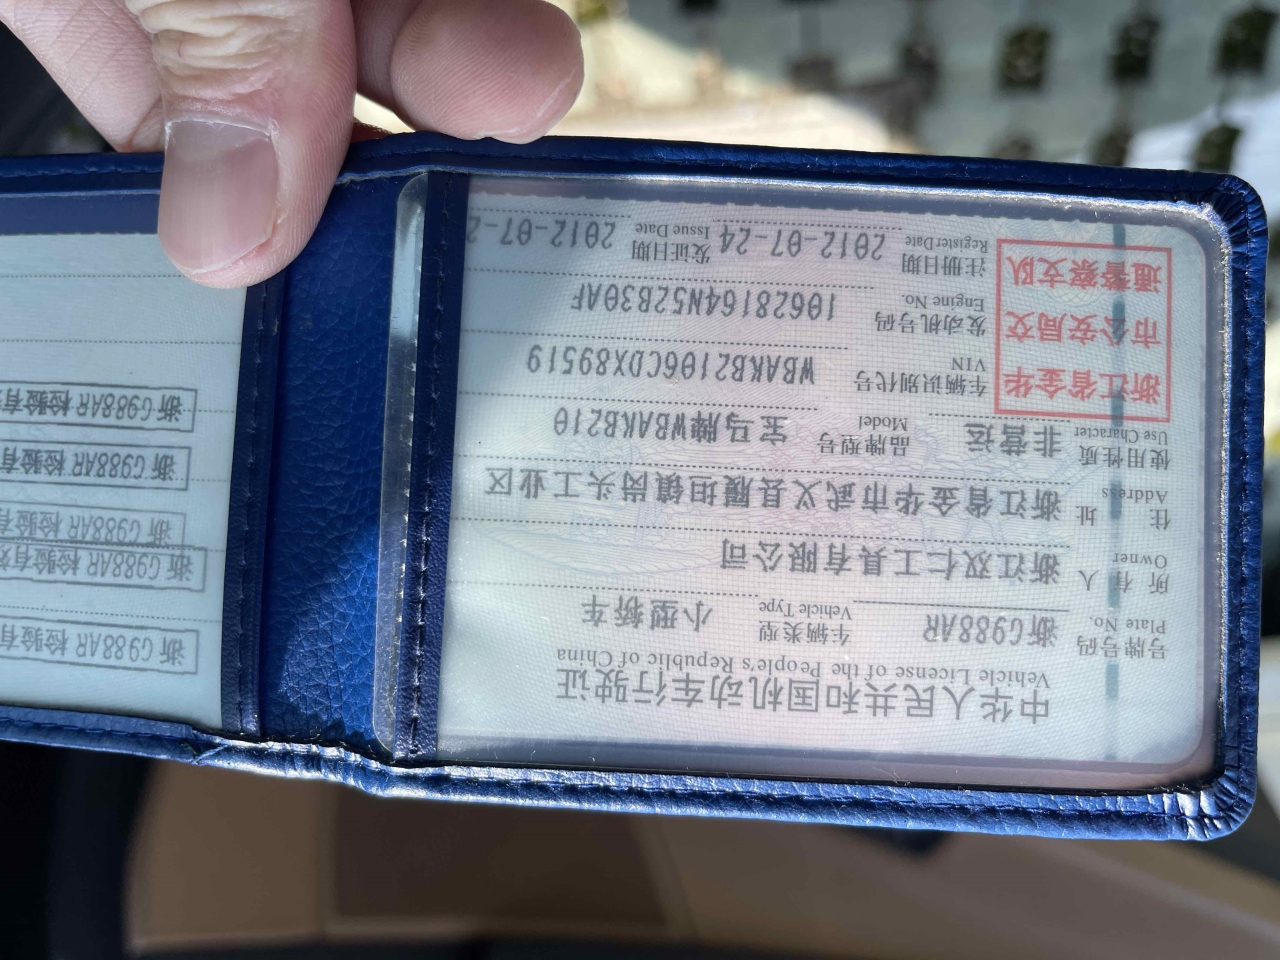 中华人民共和国机动车行驶证
Vehicle License of the People's Republic of China
号牌号码 浙G988AR 车辆类型 小型轿车
Plate No. Vehicle Type
所有人 浙江双仁工具有限公司
Owner
住址 浙江省金华市武义县履坦镇岗头工业区
Address
使用性质 非营运 品牌型号 宝马牌WBAKB210
Use Character Model
浙江省金华
市公安局交
通警察支队
车辆识别代号 WBAKB2106CDX89519
VIN
发动机号码 10628164N52B30AF
Engine No.
注册日期 2012-07-24 发证日期 2012-07-2
Register Date Issue Date
浙G988AR 检验有效
浙G988AR 检验有效
浙G988AR 检验有
浙G988AR 检验有
浙G988AR 检验有